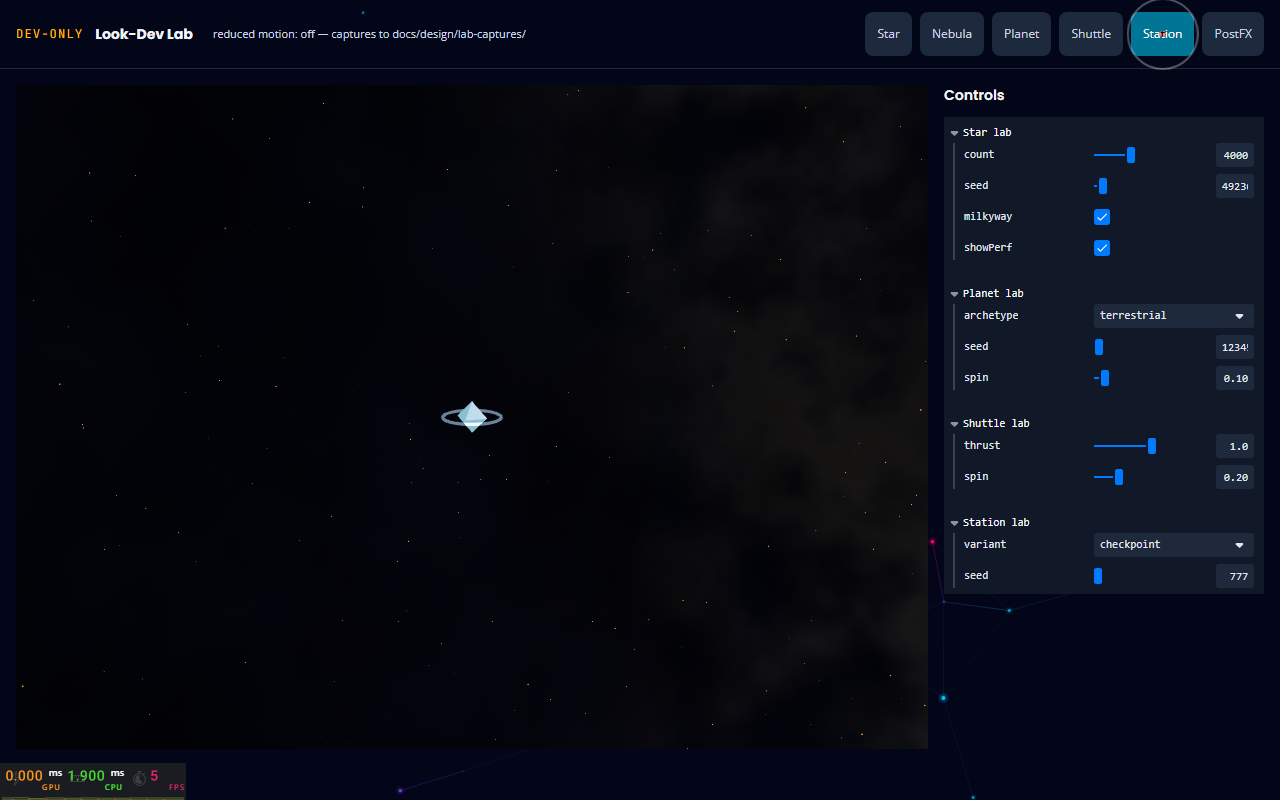 DEV-ONLY Look-Dev Lab reduced motion: off — captures to docs/design/lab-captures/ Star Nebula Planet Shuttle Station PostFX
Controls
Star lab
count 4000
seed 4923
milkyway
showPerf
Planet lab
archetype terrestrial
seed 1234
spin 0.10
Shuttle lab
thrust 1.0
spin 0.20
Station lab
variant checkpoint
seed 777
0.000 ms 1.900 ms 5
GPU CPU FPS